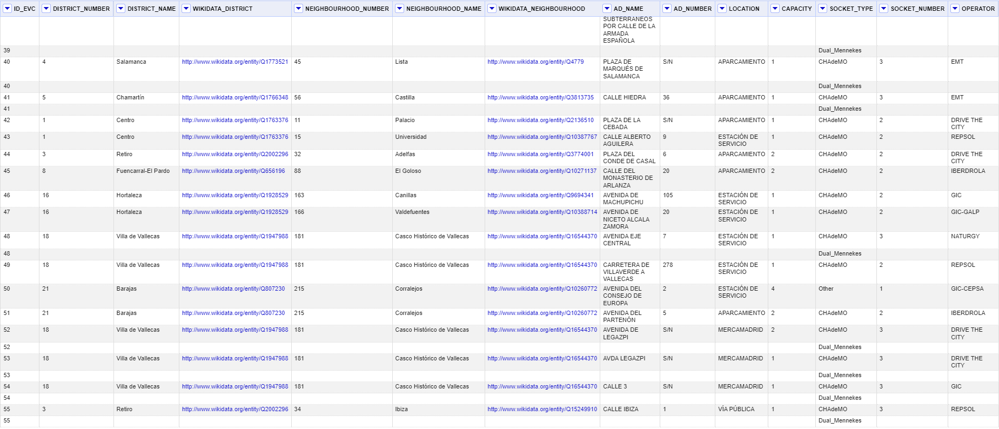 ID_EVC DISTRICT_NUMBER DISTRICT_NAME WIKIDATA_DISTRICT NEIGHBOURHOOD_NUMBER NEIGHBOURHOOD_NAME WIKIDATA_NEIGHBOURHOOD AD_NAME AD_NUMBER LOCATION CAPACITY SOCKET_TYPE SOCKET_NUMBER OPERATOR
SUBTERRANEOS
POR CALLE DE LA
ARMADA
ESPAÑOLA
39 Dual_Mennekes
40 4 Salamanca http://www.wikidata.org/entity/Q1773521 45 Lista http://www.wikidata.org/entity/Q4779 PLAZA DE APARCAMIENTO S/N 1 CHAdeMO 3 EMT
MARQUÉS DE
SALAMANCA
40 Dual_Mennekes
41 5 Chamartín http://www.wikidata.org/entity/Q1766348 56 Castilla http://www.wikidata.org/entity/Q3813735 CALLE HIEDRA 36 APARCAMIENTO 1 CHAdeMO 3 EMT
41 Dual_Mennekes
42 1 Centro http://www.wikidata.org/entity/Q1763376 11 Palacio http://www.wikidata.org/entity/Q2136510 PLAZA DE LA S/N APARCAMIENTO 1 CHAdeMO 2 DRIVE THE
CEBADA CITY
43 1 Centro http://www.wikidata.org/entity/Q1763376 15 Universidad http://www.wikidata.org/entity/Q10387767 CALLE ALBERTO 9 ESTACIÓN DE 1 CHAdeMO 2 REPSOL
AGUILERA SERVICIO
44 3 Retiro http://www.wikidata.org/entity/Q2002296 32 Adelfas http://www.wikidata.org/entity/Q3774001 PLAZA DEL 6 APARCAMIENTO 2 CHAdeMO 2 DRIVE THE
CONDE DE CASAL CITY
45 8 Fuencarral-El Pardo http://www.wikidata.org/entity/Q656196 88 El Goloso http://www.wikidata.org/entity/Q10271137 CALLE DEL 20 APARCAMIENTO 2 CHAdeMO 2 IBERDROLA
MONASTERIO DE
ARLANZA
46 16 Hortaleza http://www.wikidata.org/entity/Q1928529 163 Canillas http://www.wikidata.org/entity/Q9694341 AVENIDA DE 105 ESTACIÓN DE 1 CHAdeMO 2 GIC
MACHUPICHU SERVICIO
47 16 Hortaleza http://www.wikidata.org/entity/Q1928529 166 Valdefuentes http://www.wikidata.org/entity/Q10388714 AVENIDA DE 20 ESTACIÓN DE 1 CHAdeMO 2 GIC-GALP
NICETO ALCALA SERVICIO
ZAMORA
48 18 Villa de Vallecas http://www.wikidata.org/entity/Q1947988 181 Casco Histórico de Vallecas http://www.wikidata.org/entity/Q16544370 AVENIDA EJE 7 ESTACIÓN DE 1 CHAdeMO 3 NATURGY
CENTRAL SERVICIO
48 Dual_Mennekes
49 18 Villa de Vallecas http://www.wikidata.org/entity/Q1947988 181 Casco Histórico de Vallecas http://www.wikidata.org/entity/Q16544370 CARRETERA DE 278 ESTACIÓN DE 1 CHAdeMO 2 REPSOL
VILLAVERDE A SERVICIO
VALLECAS
50 21 Barajas http://www.wikidata.org/entity/Q807230 215 Corralejos http://www.wikidata.org/entity/Q10260772 AVENIDA DEL 2 ESTACIÓN DE 4 Other 1 GIC-CEPSA
CONSEJO DE SERVICIO
EUROPA
51 21 Barajas http://www.wikidata.org/entity/Q807230 215 Corralejos http://www.wikidata.org/entity/Q10260772 AVENIDA DEL 5 APARCAMIENTO 2 CHAdeMO 2 IBERDROLA
PARTENÓN
52 18 Villa de Vallecas http://www.wikidata.org/entity/Q1947988 181 Casco Histórico de Vallecas http://www.wikidata.org/entity/Q16544370 AVENIDA DE S/N MERCAMADRID 2 CHAdeMO 3 DRIVE THE
LEGAZPI CITY
52 Dual_Mennekes
53 18 Villa de Vallecas http://www.wikidata.org/entity/Q1947988 181 Casco Histórico de Vallecas http://www.wikidata.org/entity/Q16544370 AVDA LEGAZPI S/N MERCAMADRID 1 CHAdeMO 3 DRIVE THE
CITY
53 Dual_Mennekes
54 18 Villa de Vallecas http://www.wikidata.org/entity/Q1947988 181 Casco Histórico de Vallecas http://www.wikidata.org/entity/Q16544370 CALLE 3 S/N MERCAMADRID 1 CHAdeMO 3 GIC
54 Dual_Mennekes
55 3 Retiro http://www.wikidata.org/entity/Q2002296 34 Ibiza http://www.wikidata.org/entity/Q15249910 CALLE IBIZA 1 VÍA PÚBLICA 1 CHAdeMO 3 REPSOL
55 Dual_Mennekes